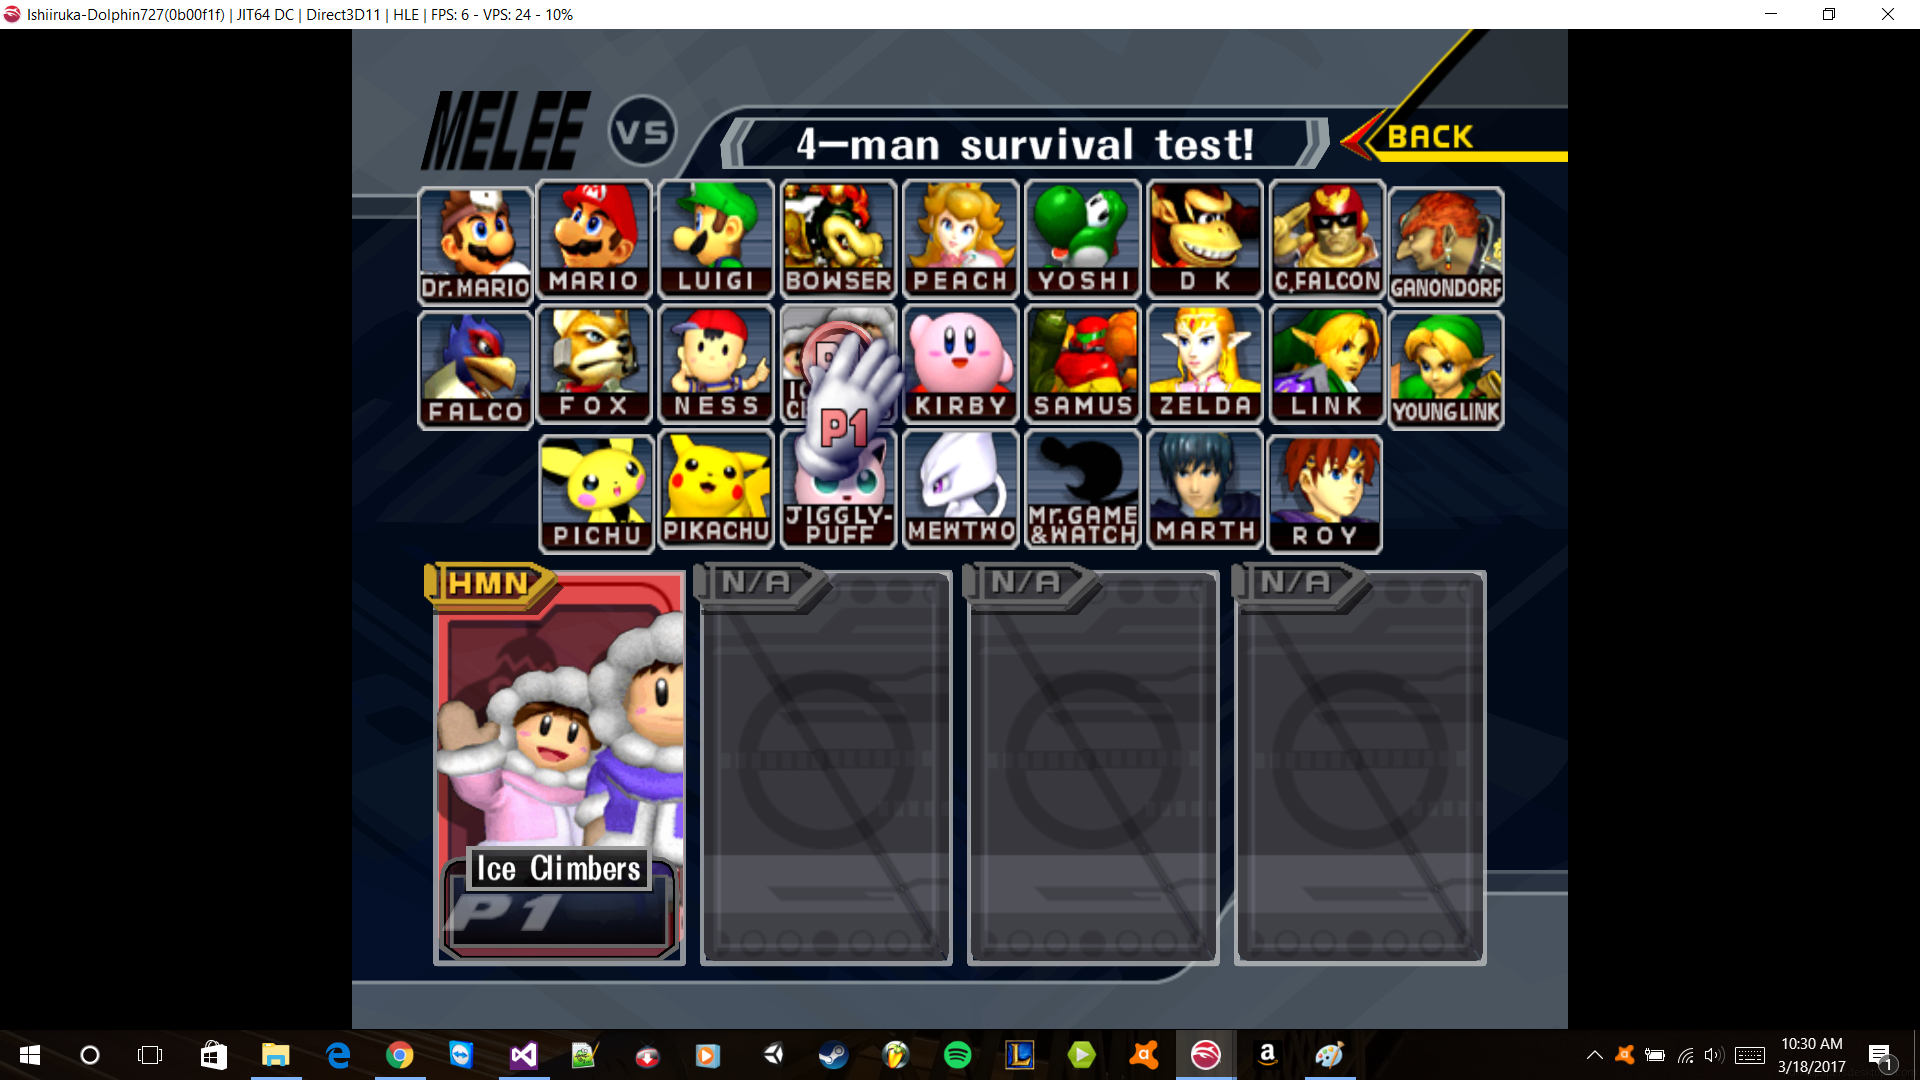 Ishiiruka-Dolphin727(0b00f1f) | JIT64 DC | Direct3D11 | HLE | FPS: 6 - VPS: 24 - 10%
MELEE VS 4-man survival test! BACK
Dr.MARIO MARIO LUIGI BOWSER PEACH YOSHI D K C,FALCON GANONDORF
FALCO FOX NESS KIRBY SAMUS ZELDA LINK YOUNG LINK
P1
PICHU PIKACHU JIGGLY-PUFF MEWTWO Mr.GAME &WATCH MARTH ROY
HMN N/A N/A N/A
Ice Climbers
P1
10:30 AM
3/18/2017
1